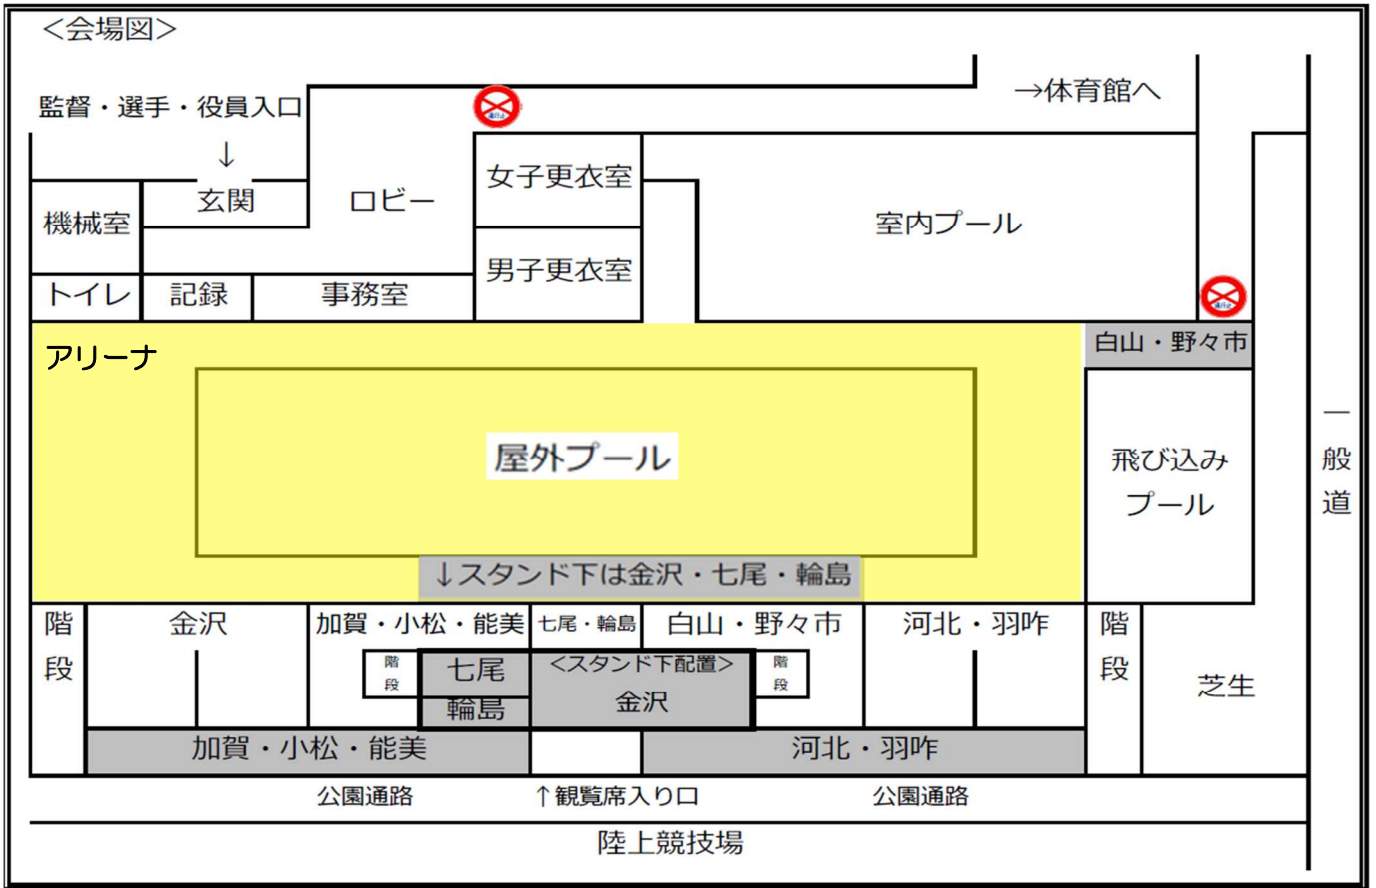 ＜会場図＞
→体育館へ
監督・選手・役員入口
↓
女子更衣室
玄関
ロビー
機械室
室内プール
男子更衣室
トイレ
記録
事務室
白山・野々市
アリーナ
屋外プール
飛び込み
プール
一般道
↓スタンド下は金沢・七尾・輪島
階段
金沢
加賀・小松・能美
七尾・輪島
白山・野々市
河北・羽咋
階段
階段
七尾
＜スタンド下配置＞
階段
金沢
輪島
芝生
加賀・小松・能美
河北・羽咋
公園通路
↑観覧席入り口
公園通路
陸上競技場